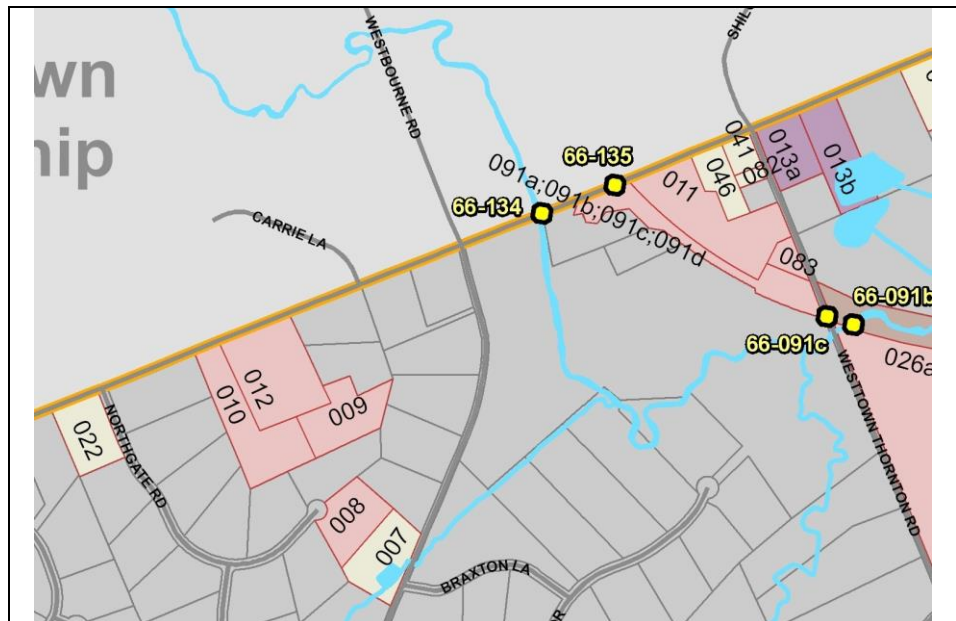 wn
hip
WESTBOURNE RD
SHIL
66-135
091a;091b;091c;091d
66-134
011
046
041
082
013a
013b
CARRIE LA
083
66-091b
66-091c
026a
WESTTOWN THORNTON RD
010
012
009
022
NORTHGATE RD
008
007
BRAXTON LA
OR